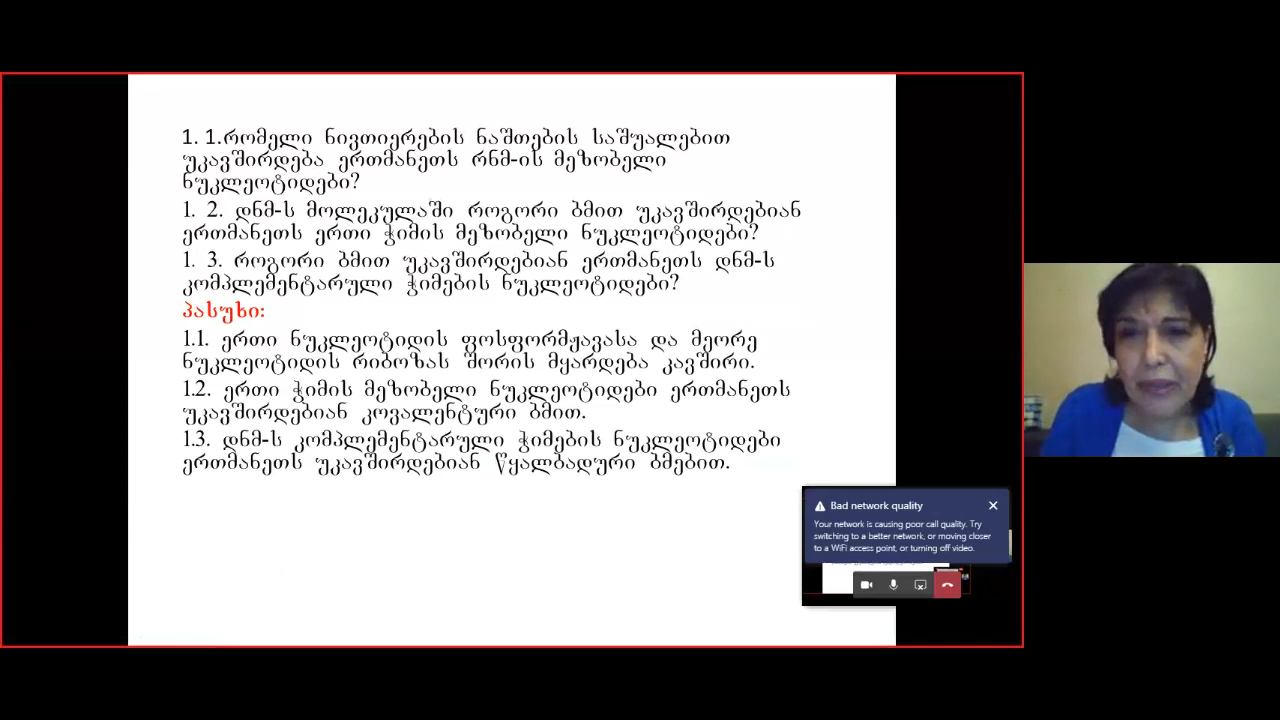 1. 1.რომელი ნივთიერების ნაშთების საშუალებით
უკავშირდება ერთმანეთს რნმ-ის მეზობელი
ნუკლეოტიდები?
1. 2. დნმ-ს მოლეკულაში როგორი ბმით უკავშირდებიან
ერთმანეთს ერთი ჭიმის მეზობელი ნუკლეოტიდები?
1. 3. როგორი ბმით უკავშირდებიან ერთმანეთს დნმ-ს
კომპლემენტარული ჭიმების ნუკლეოტიდები?
პასუხი:
1.1. ერთი ნუკლეოტიდის ფოსფორმჟავასა და მეორე
ნუკლეოტიდის რიბოზას შორის მყარდება კავშირი.
1.2. ერთი ჭიმის მეზობელი ნუკლეოტიდები ერთმანეთს
უკავშირდებიან კოვალენტური ბმით.
1.3. დნმ-ს კომპლემენტარული ჭიმების ნუკლეოტიდები
ერთმანეთს უკავშირდებიან წყალბადური ბმებით.
Bad network quality
Your network is causing poor call quality. Try
switching to a better network, or moving closer
to a WiFi access point, or turning off video.